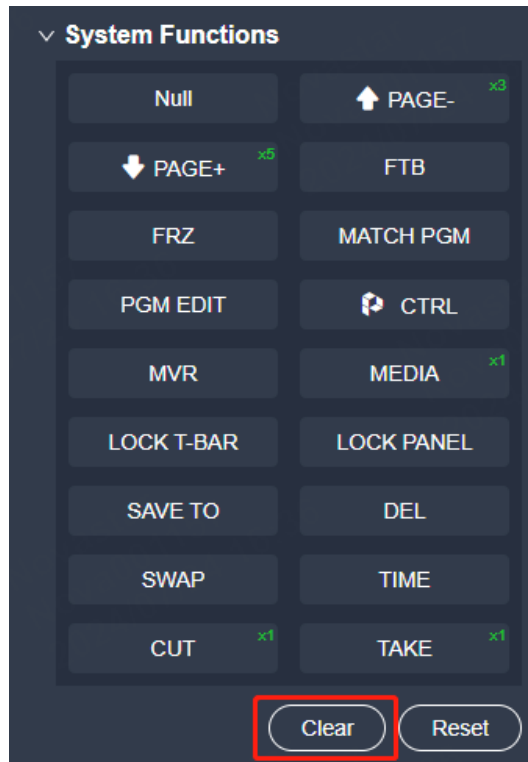 System Functions
Null
PAGE- x3
PAGE+ x5
FTB
FRZ
MATCH PGM
PGM EDIT
CTRL
MVR
MEDIA x1
LOCK T-BAR
LOCK PANEL
SAVE TO
DEL
SWAP
TIME
CUT x1
TAKE x1
Clear
Reset